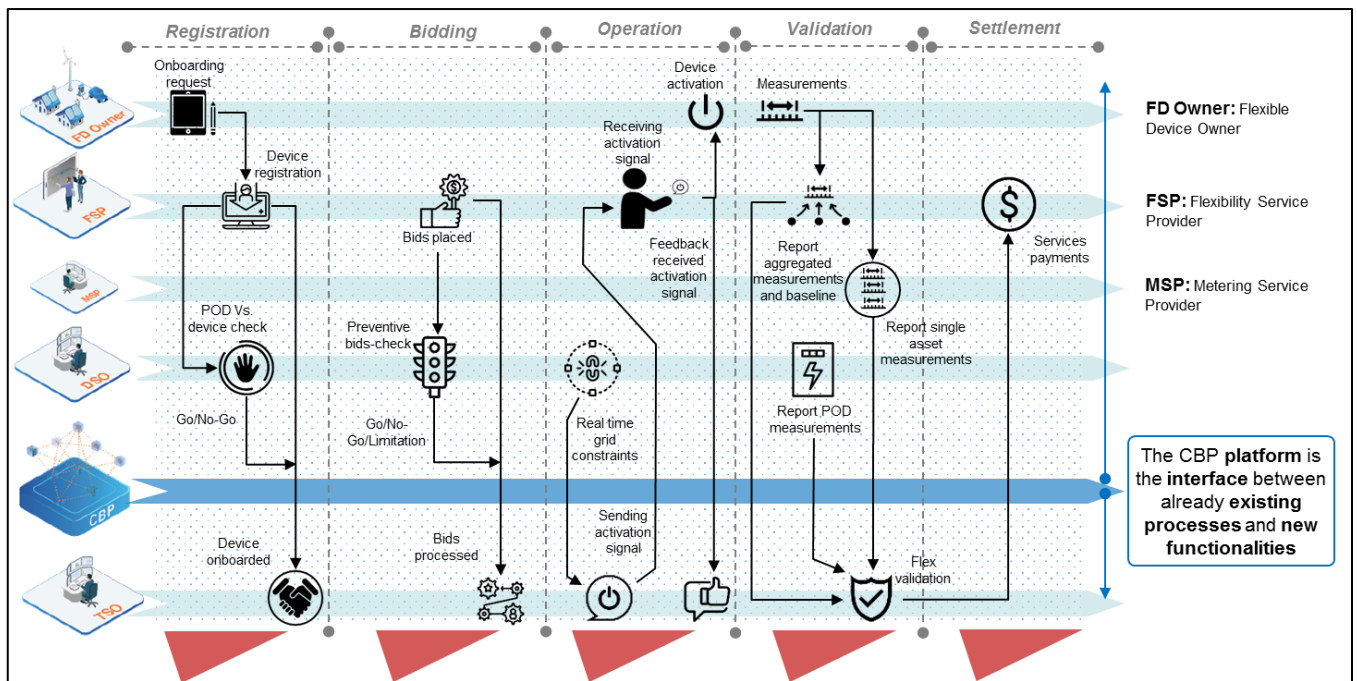 Registration
Bidding
Operation
Validation
Settlement
Onboarding
request
Device
activation
Measurements
FD Owner
FD Owner: Flexible
Device Owner
Receiving
activation
signal
Device
registration
FSP
FSP: Flexibility Service
Provider
Bids placed
Feedback
received
activation
signal
Report
aggregated
measurements
and baseline
Services
payments
MSP
MSP: Metering Service
Provider
POD Vs.
device check
Preventive
bids-check
Report single
asset
measurements
DSO
Go/No-Go
Go/No-
Go/Limitation
Real time
grid
constraints
Report POD
measurements
CBP
The CBP platform is
the interface between
already existing
processes and new
functionalities
Device
onboarded
Bids
processed
8
Sending
activation
signal
Flex
validation
TSO